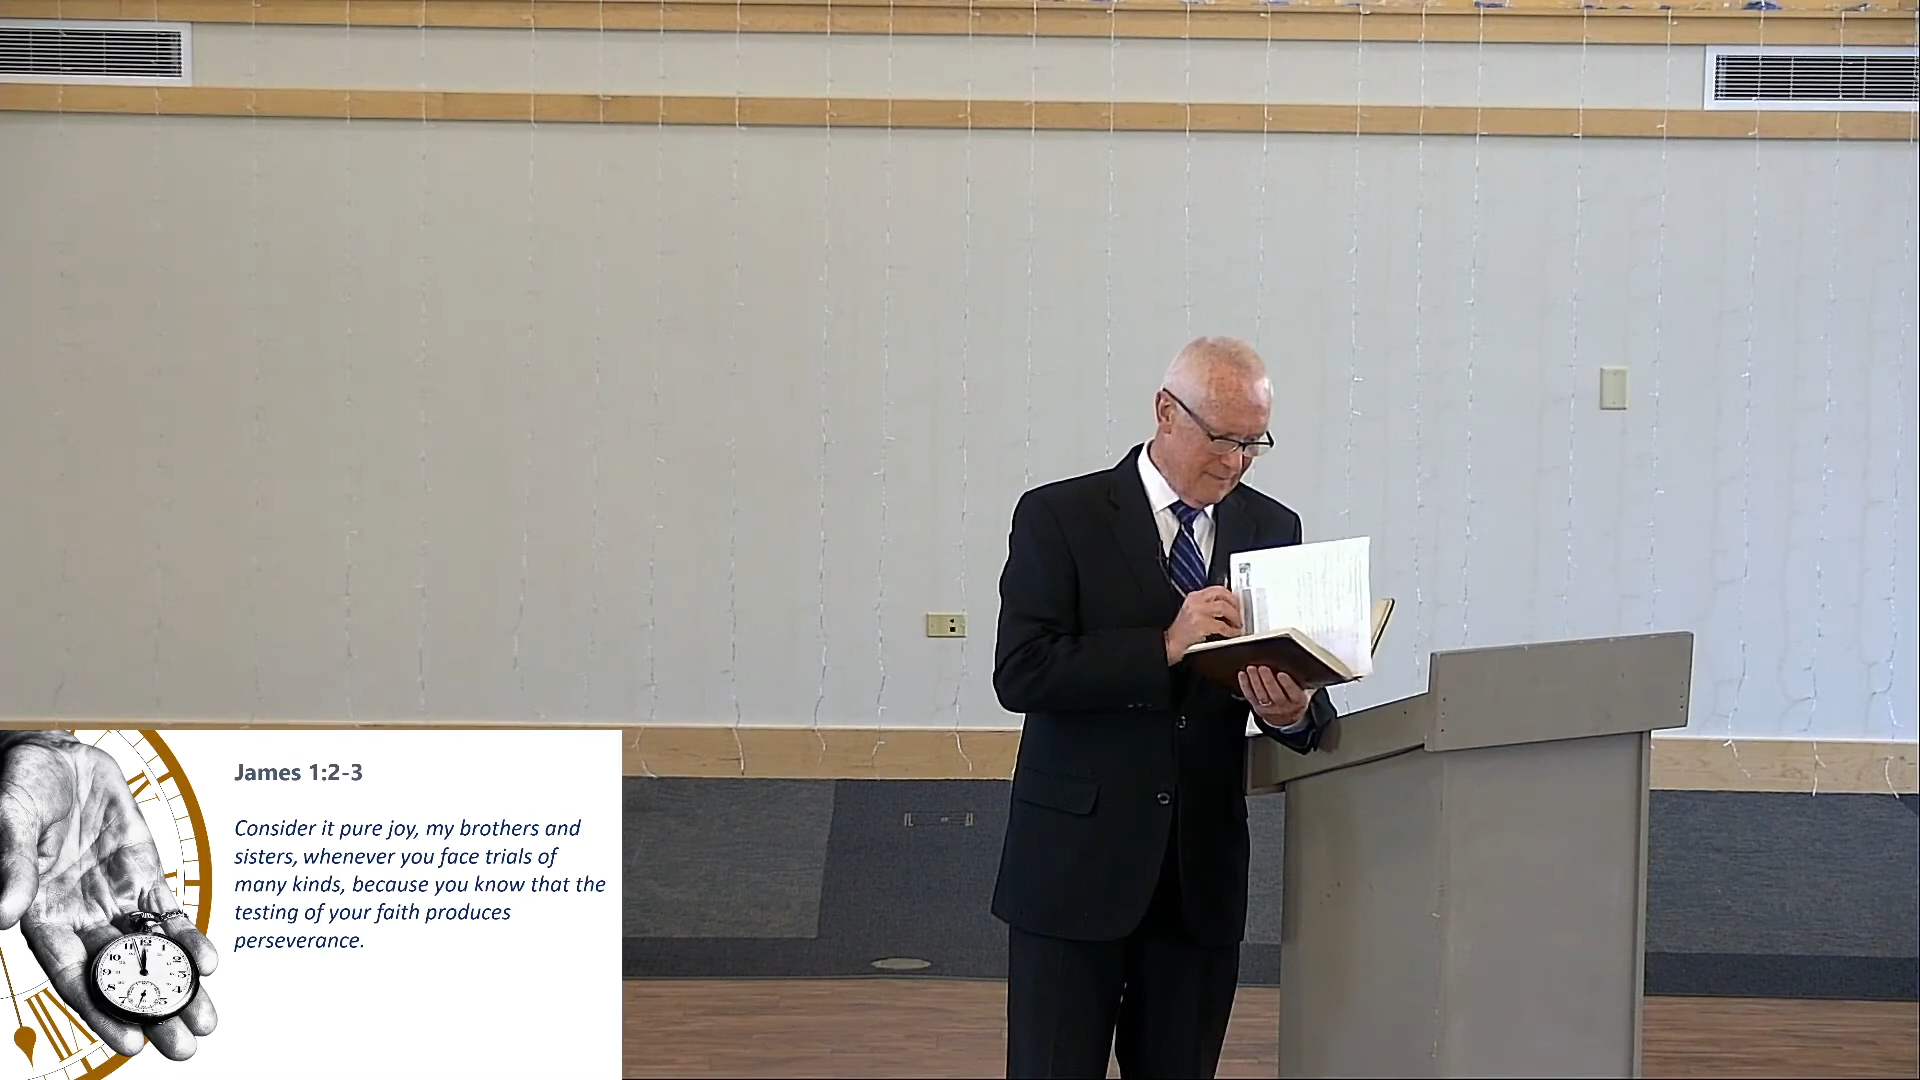 James 1:2-3
Consider it pure joy, my brothers and
sisters, whenever you face trials of
many kinds, because you know that the
testing of your faith produces
perseverance.